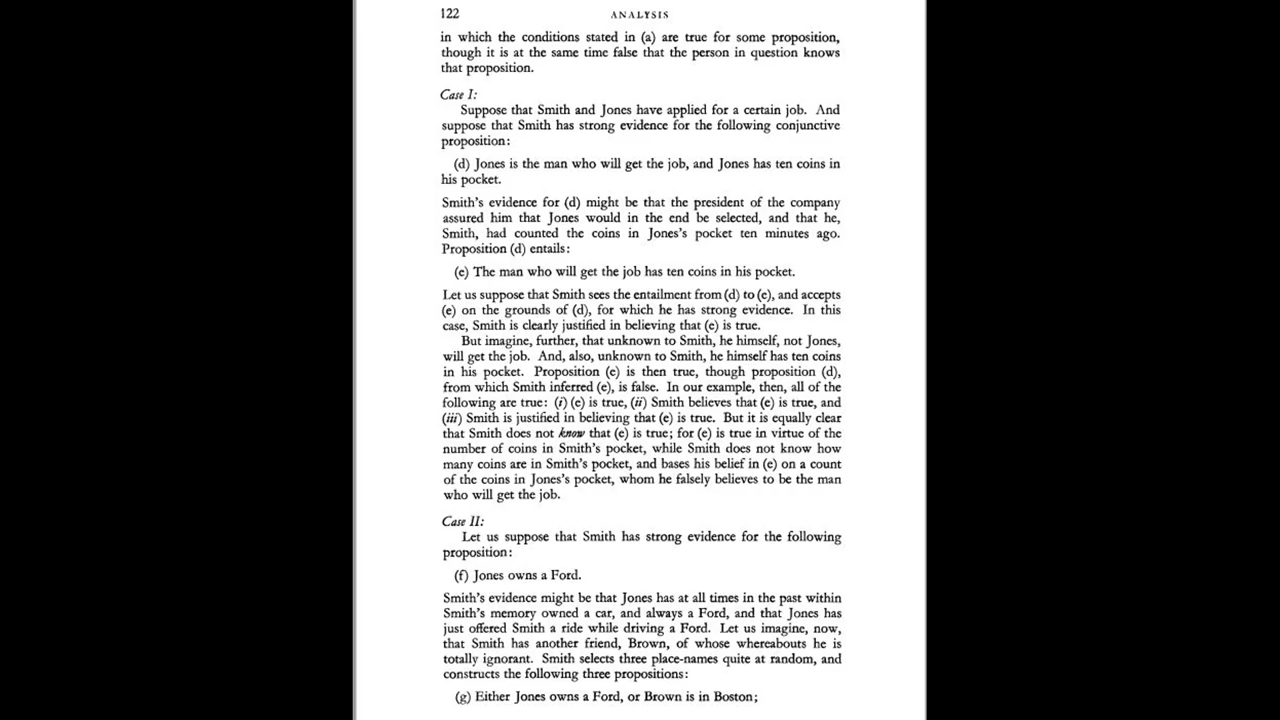 122
ANALYSIS
in which the conditions stated in (a) are true for some proposition,
though it is at the same time false that the person in question knows
that proposition.
Case I:
Suppose that Smith and Jones have applied for a certain job. And
suppose that Smith has strong evidence for the following conjunctive
proposition:
(d) Jones is the man who will get the job, and Jones has ten coins in
his pocket.
Smith's evidence for (d) might be that the president of the company
assured him that Jones would in the end be selected, and that he,
Smith, had counted the coins in Jones's pocket ten minutes ago.
Proposition (d) entails:
(e) The man who will get the job has ten coins in his pocket.
Let us suppose that Smith sees the entailment from (d) to (e), and accepts
(e) on the grounds of (d), for which he has strong evidence. In this
case, Smith is clearly justified in believing that (e) is true.
But imagine, further, that unknown to Smith, he himself, not Jones,
will get the job. And, also, unknown to Smith, he himself has ten coins
in his pocket. Proposition (e) is then true, though proposition (d),
from which Smith inferred (e), is false. In our example, then, all of the
following are true: (i) (e) is true, (ii) Smith believes that (e) is true, and
(iii) Smith is justified in believing that (e) is true. But it is equally clear
that Smith does not know that (e) is true; for (e) is true in virtue of the
number of coins in Smith's pocket, while Smith does not know how
many coins are in Smith's pocket, and bases his belief in (e) on a count
of the coins in Jones's pocket, whom he falsely believes to be the man
who will get the job.
Case II:
Let us suppose that Smith has strong evidence for the following
proposition:
(f) Jones owns a Ford.
Smith's evidence might be that Jones has at all times in the past within
Smith's memory owned a car, and always a Ford, and that Jones has
just offered Smith a ride while driving a Ford. Let us imagine, now,
that Smith has another friend, Brown, of whose whereabouts he is
totally ignorant. Smith selects three place-names quite at random, and
constructs the following three propositions:
(g) Either Jones owns a Ford, or Brown is in Boston;